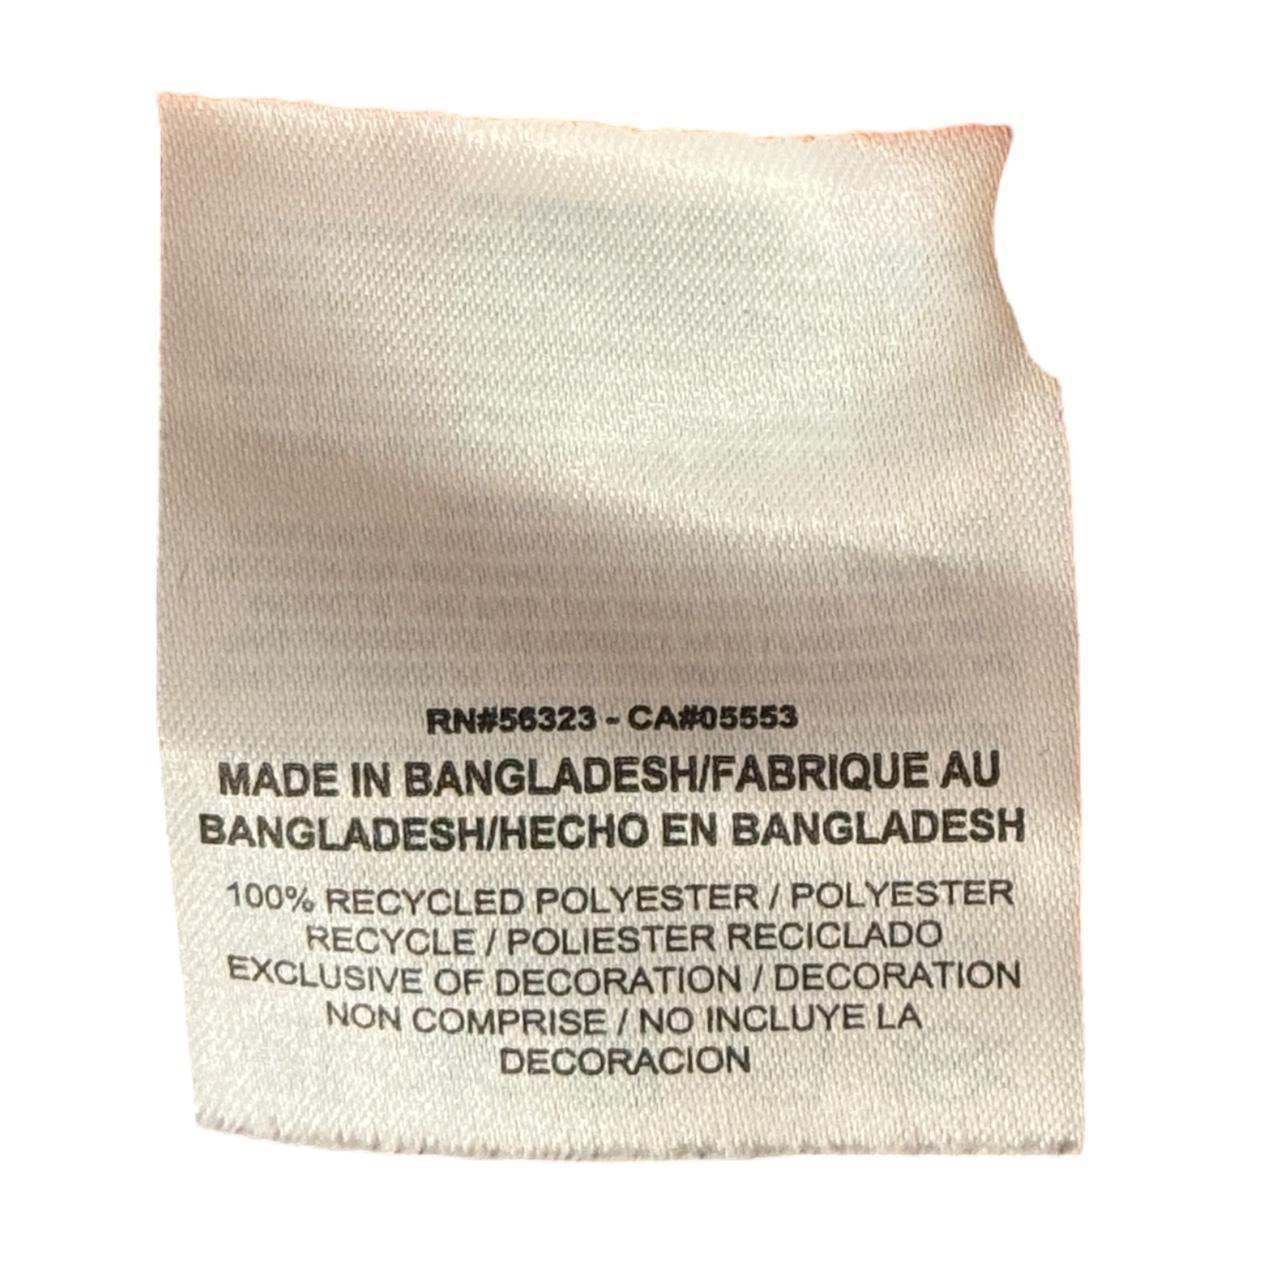 RN#56323 - CA#05553
MADE IN BANGLADESH/FABRIQUE AU
BANGLADESH/HECHO EN BANGLADESH
100% RECYCLED POLYESTER / POLYESTER
RECYCLE / POLIESTER RECICLADO
EXCLUSIVE OF DECORATION / DECORATION
NON COMPRISE / NO INCLUYE LA
DECORACION